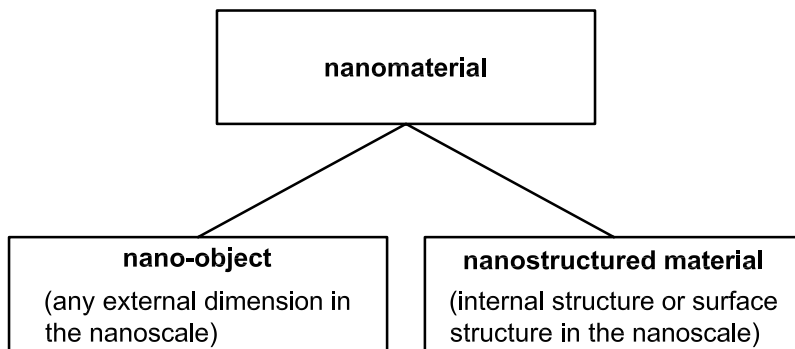 nanomaterial
nano-object
(any external dimension in
the nanoscale)
nanostructured material
(internal structure or surface
structure in the nanoscale)